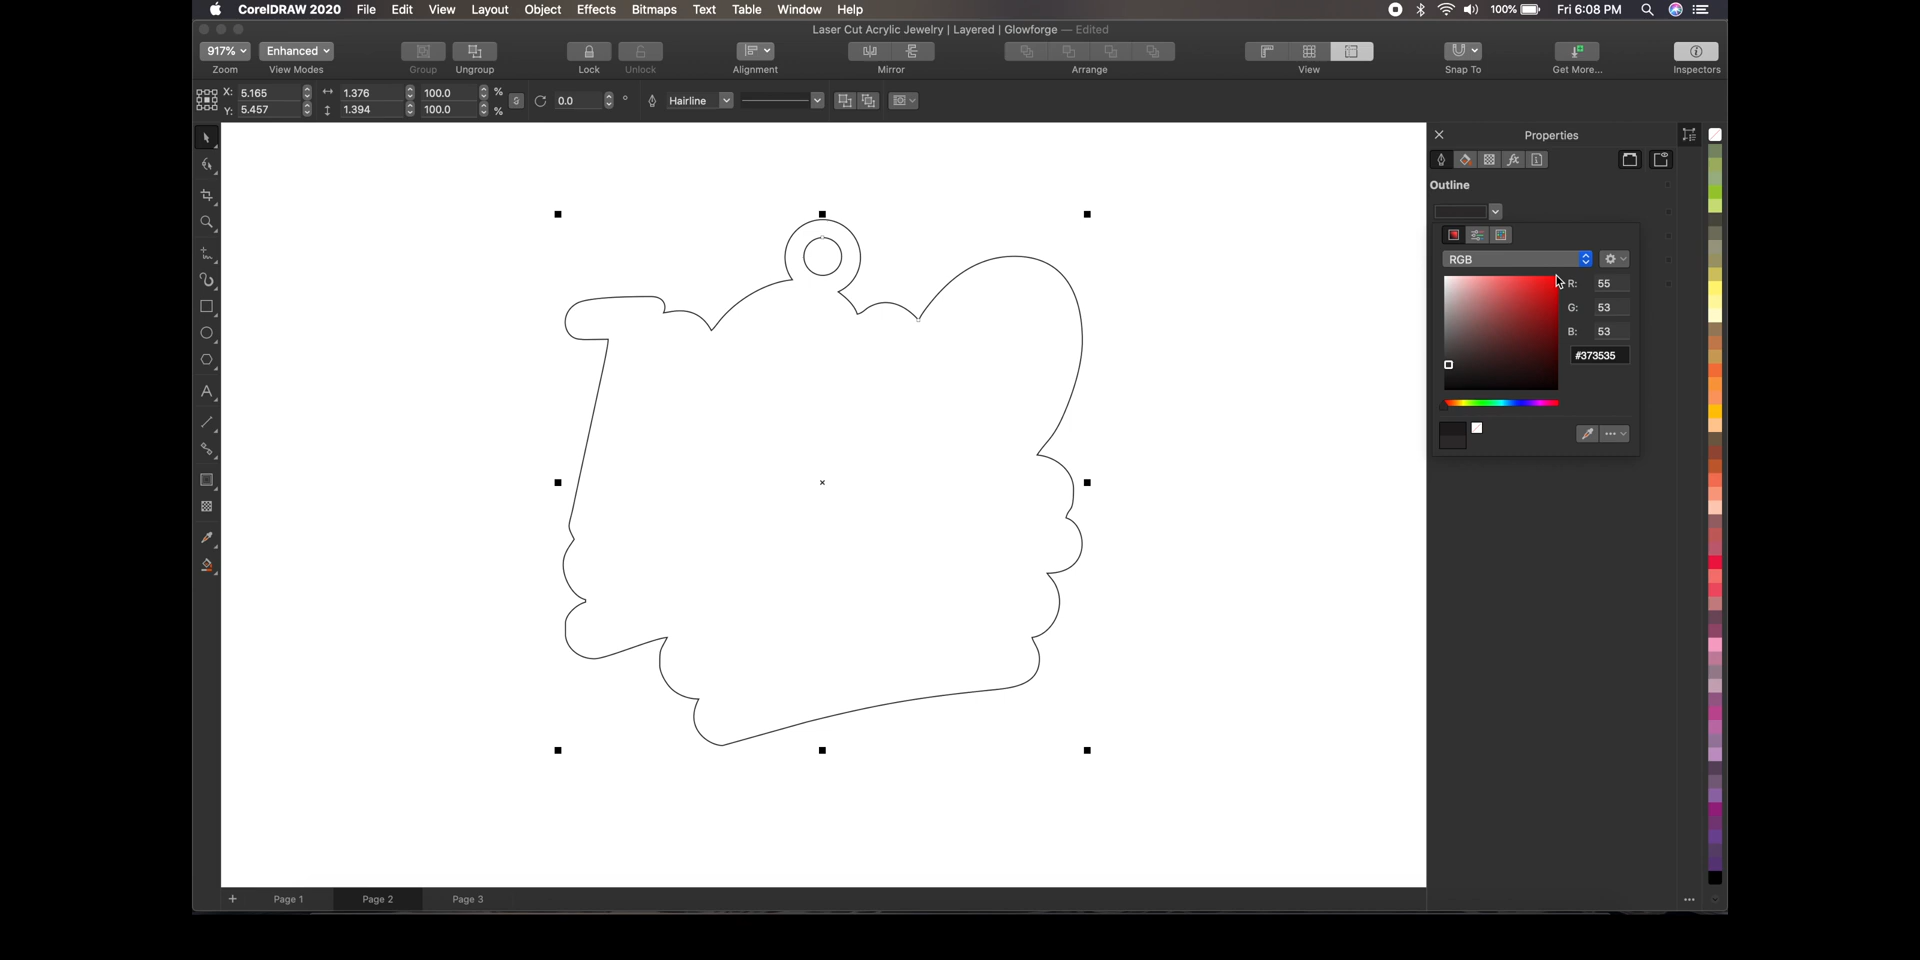 CorelDRAW 2020 File Edit View Layout Object Effects Bitmaps Text Table Window Help 100% Fri 6:08 PM
Laser Cut Acrylic Jewelry | Layered | Glowforge — Edited
917% Enhanced
Zoom View Modes Group Ungroup Lock Unlock Alignment Mirror Arrange View Snap To Get More... Inspectors
X: 5.165 1.376 100.0 % 0.0 ° Hairline
Y: 5.457 1.394 100.0 %
Properties
Outline
RGB
R: 55
G: 53
B: 53
#373535
Page 1 Page 2 Page 3